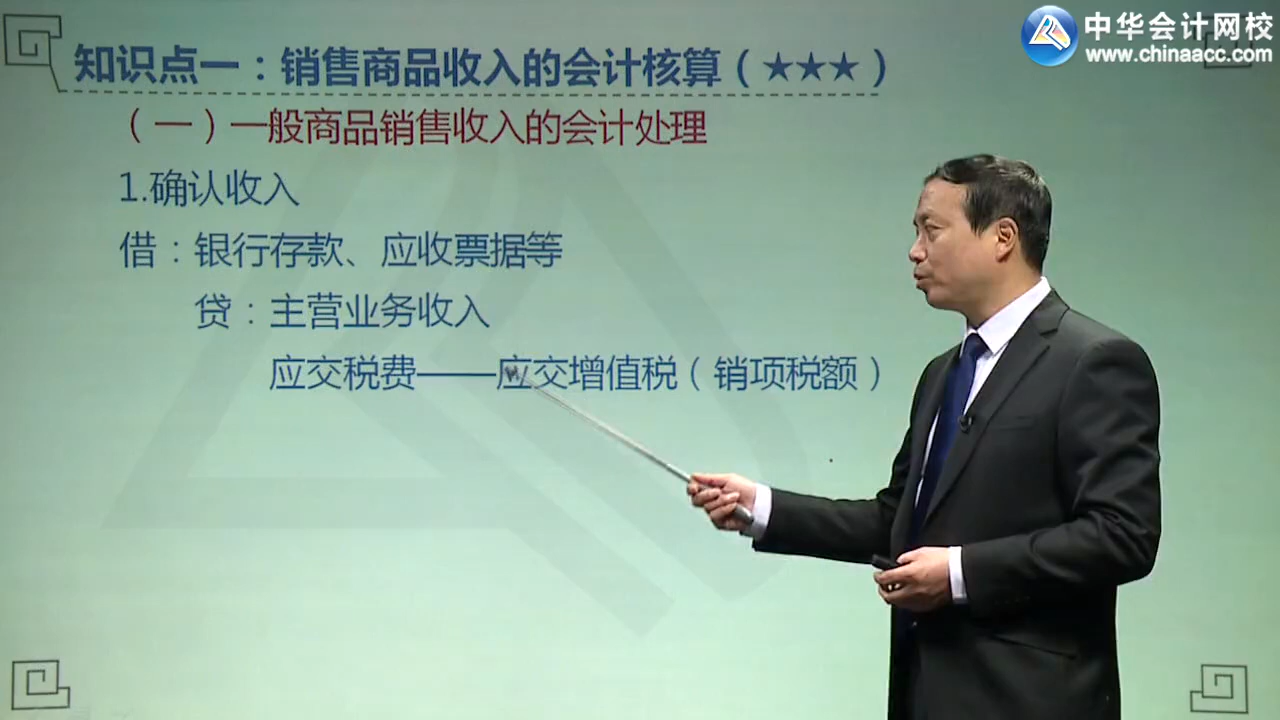 中华会计网校
www.chinaacc.com
知识点一：销售商品收入的会计核算（★★★）
（一）一般商品销售收入的会计处理
1.确认收入
借：银行存款、应收票据等
贷：主营业务收入
应交税费——应交增值税（销项税额）